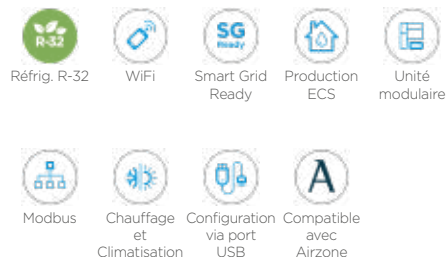 R-32
SG
Ready
Réfrig. R-32
WiFi
Smart Grid
Ready
Production
ECS
Unité
modulaire
A
Modbus
Chauffage
et
Climatisation
Configuration
via port
USB
Compatible
avec
Airzone